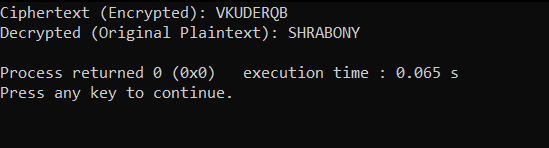 Ciphertext (Encrypted): VKUDERQB
Decrypted (Original Plaintext): SHRABONY
Process returned 0 (0x0)   execution time : 0.065 s
Press any key to continue.